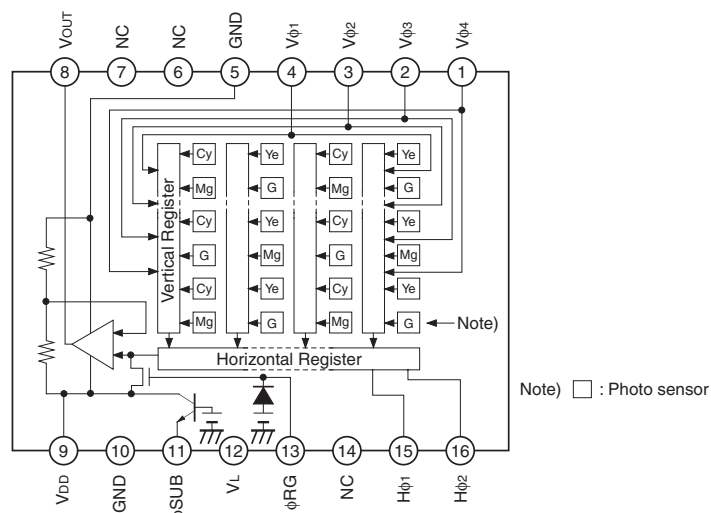 VOUT NC NC GND Vφ1 Vφ2 Vφ3 Vφ4
8 7 6 5 4 3 2 1
Vertical Register
Cy Ye Cy Ye
Mg G Mg G
Cy Ye Cy Ye
G Mg G Mg
Cy Ye Cy Ye
Mg G Mg G
Note)
Horizontal Register
Note) : Photo sensor
9 10 11 12 13 14 15 16
VDD GND φSUB VL φRG NC Hφ1 Hφ2